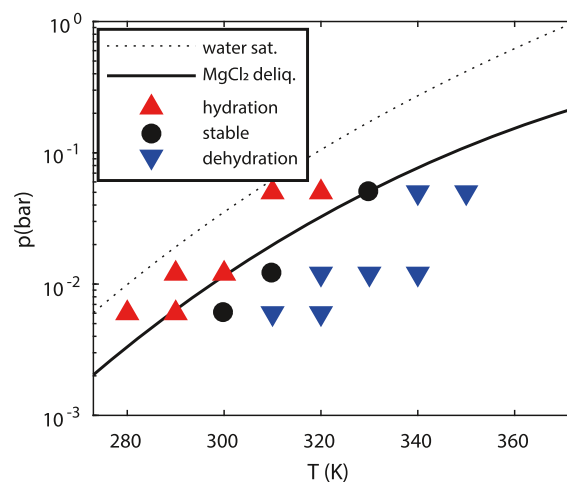 10⁰
water sat.
MgCl₂ deliq.
hydration
stable
dehydration
10⁻¹
p(bar)
10⁻²
10⁻³
280 300 320 340 360
T (K)